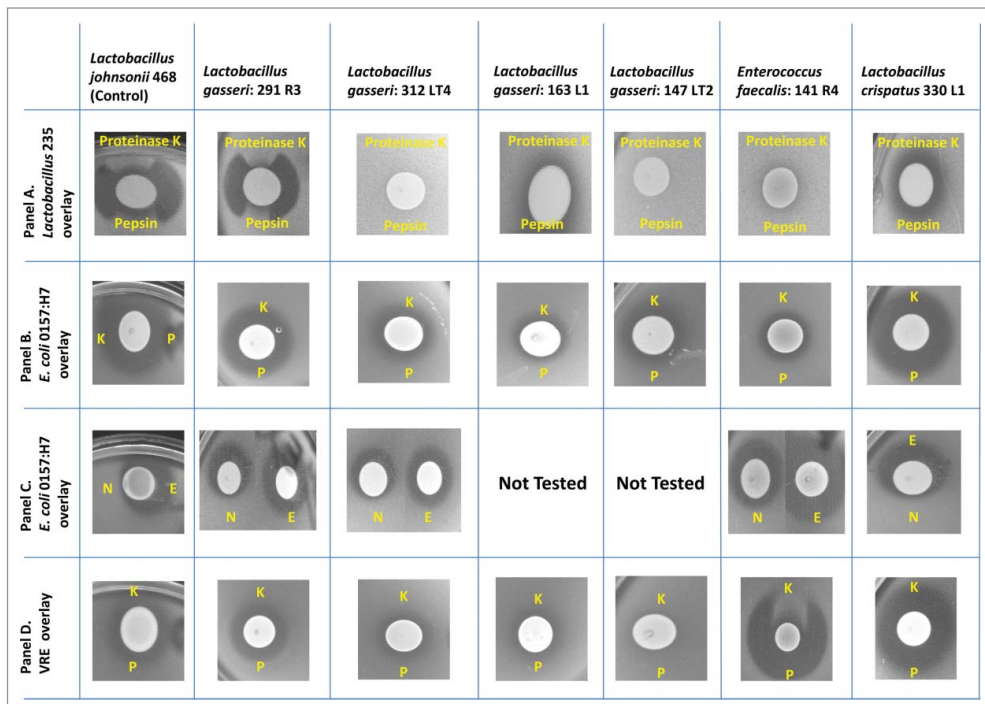 Lactobacillus
johnsonii 468
(Control)
Lactobacillus
gasseri: 291 R3
Lactobacillus
gasseri: 312 LT4
Lactobacillus
gasseri: 163 L1
Lactobacillus
gasseri: 147 LT2
Enterococcus
faecalis: 141 R4
Lactobacillus
crispatus 330 L1
Panel A.
Lactobacillus 235
overlay
Proteinase K
Pepsin
Proteinase K
Pepsin
Proteinase K
Pepsin
Proteinase K
Pepsin
Proteinase K
Pepsin
Proteinase K
Pepsin
Proteinase K
Pepsin
Panel B.
E. coli 0157:H7
overlay
K P
K
P
K
P
K
P
K
P
K
P
K
P
Panel C.
E. coli 0157:H7
overlay
N E
N E
N E
Not Tested
Not Tested
N E
E
N
Panel D.
VRE overlay
K
P
K
P
K
P
K
P
K
P
K
P
K
P